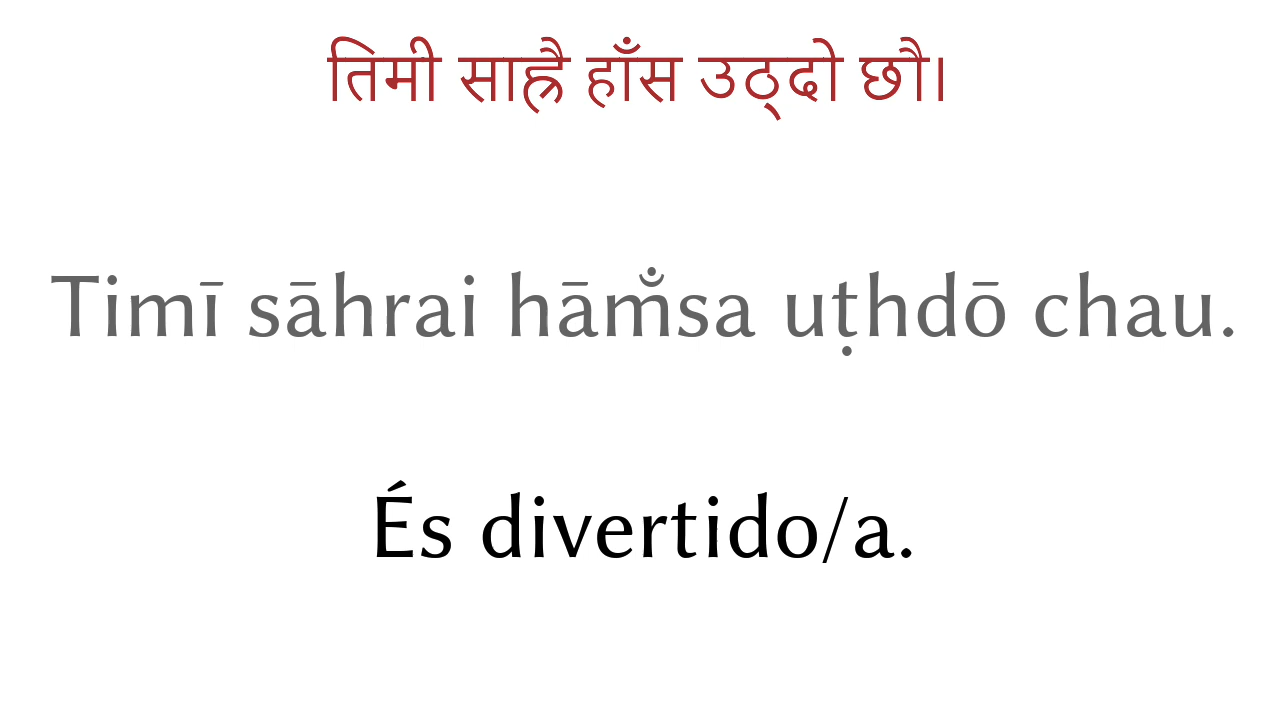 तिमी साह्रै हाँस उठ्दो छौ।
Timī sāhrai hām̐sa uṭhdō chau.
És divertido/a.